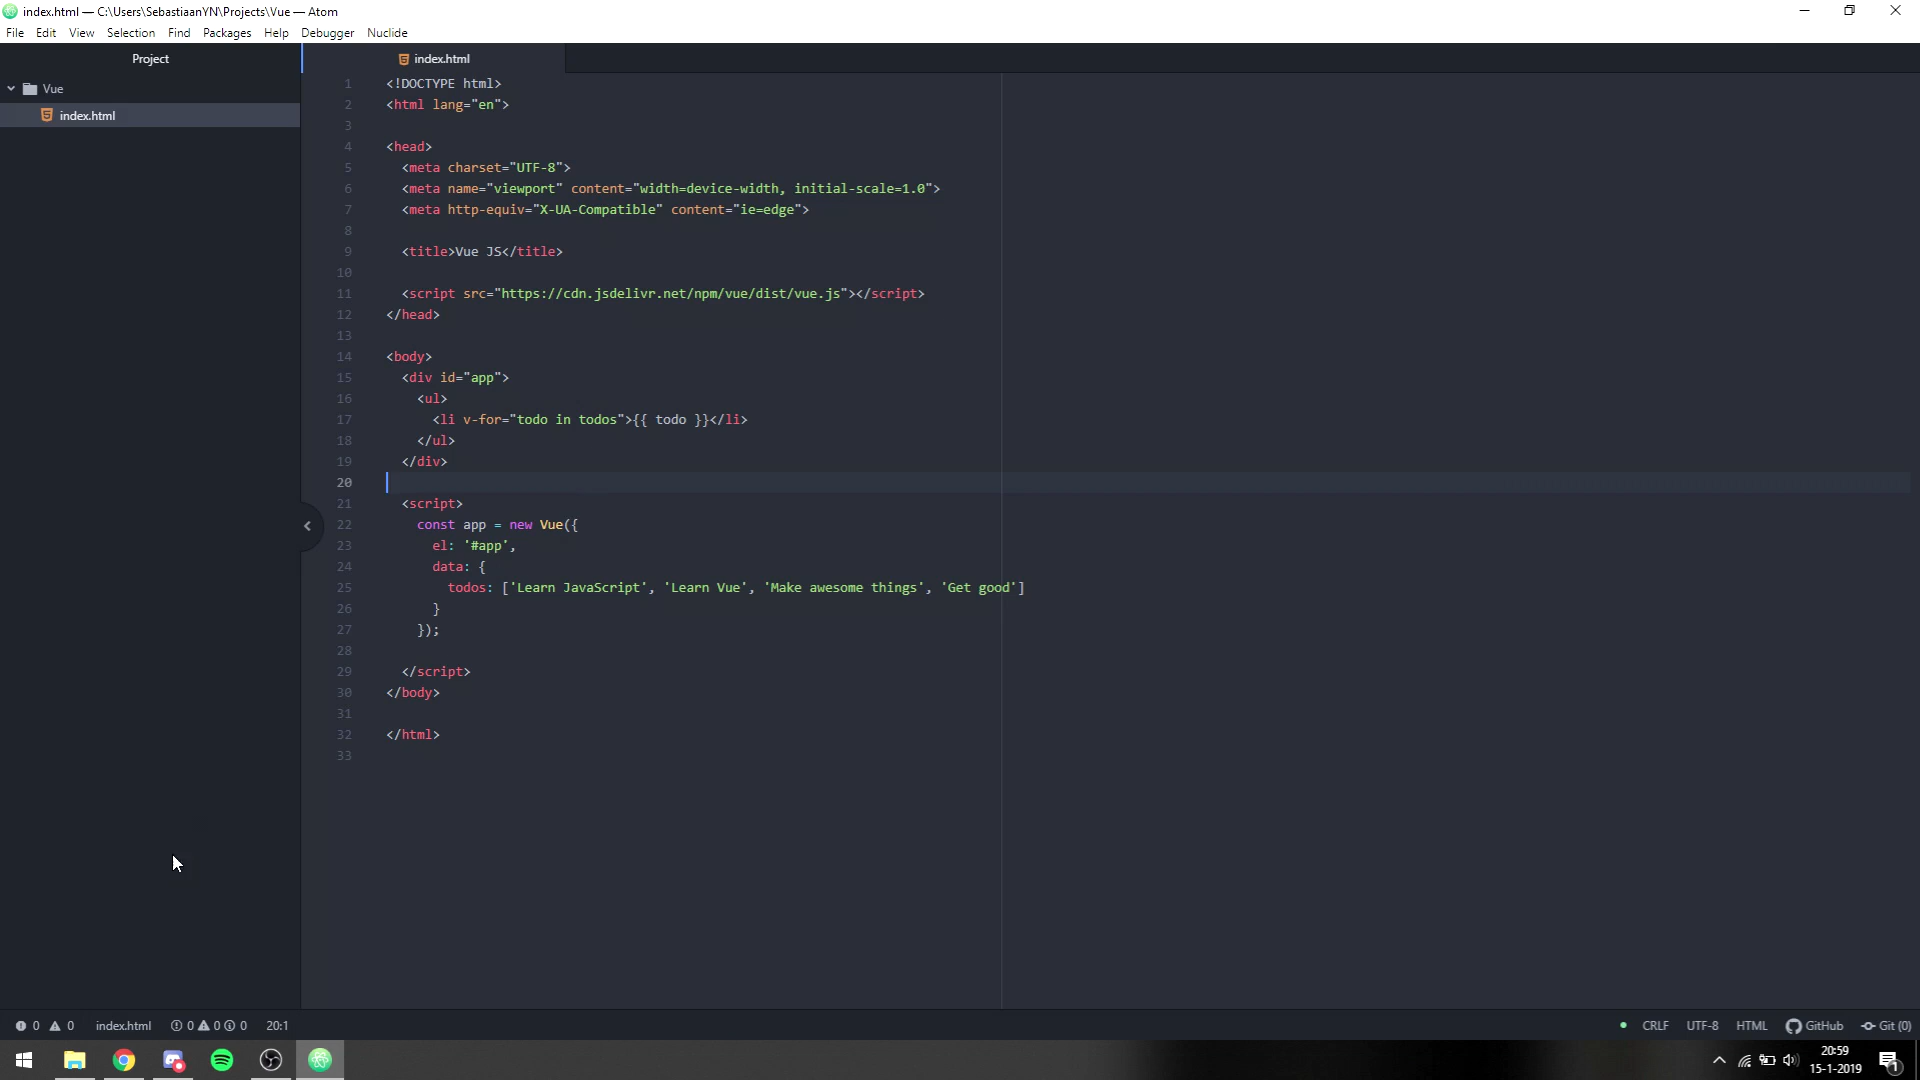 index.html — C:\Users\SebastiaanYN\Projects\Vue — Atom
File Edit View Selection Find Packages Help Debugger Nuclide
Project
index.html
Vue
index.html
1 <!DOCTYPE html>
2 <html lang="en">
3
4 <head>
5 <meta charset="UTF-8">
6 <meta name="viewport" content="width=device-width, initial-scale=1.0">
7 <meta http-equiv="X-UA-Compatible" content="ie=edge">
8
9 <title>Vue JS</title>
10
11 <script src="https://cdn.jsdelivr.net/npm/vue/dist/vue.js"></script>
12 </head>
13
14 <body>
15 <div id="app">
16 <ul>
17 <li v-for="todo in todos">{{ todo }}</li>
18 </ul>
19 </div>
20
21 <script>
22 const app = new Vue({
23 el: '#app',
24 data: {
25 todos: ['Learn JavaScript', 'Learn Vue', 'Make awesome things', 'Get good']
26 }
27 });
28
29 </script>
30 </body>
31
32 </html>
33
0 0 index.html 0 0 0 20:1 CRLF UTF-8 HTML GitHub Git (0)
20:59
15-1-2019
1